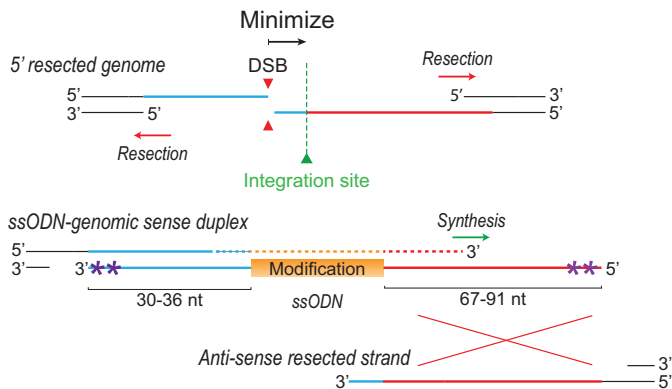 Minimize
5' resected genome
DSB
Resection
5'
5'
3'
3'
5'
5'
Resection
Integration site
ssODN-genomic sense duplex
Synthesis
5'
3'
3'
3'
**
Modification
**
5'
30-36 nt
ssODN
67-91 nt
Anti-sense resected strand
3'
3'
5'